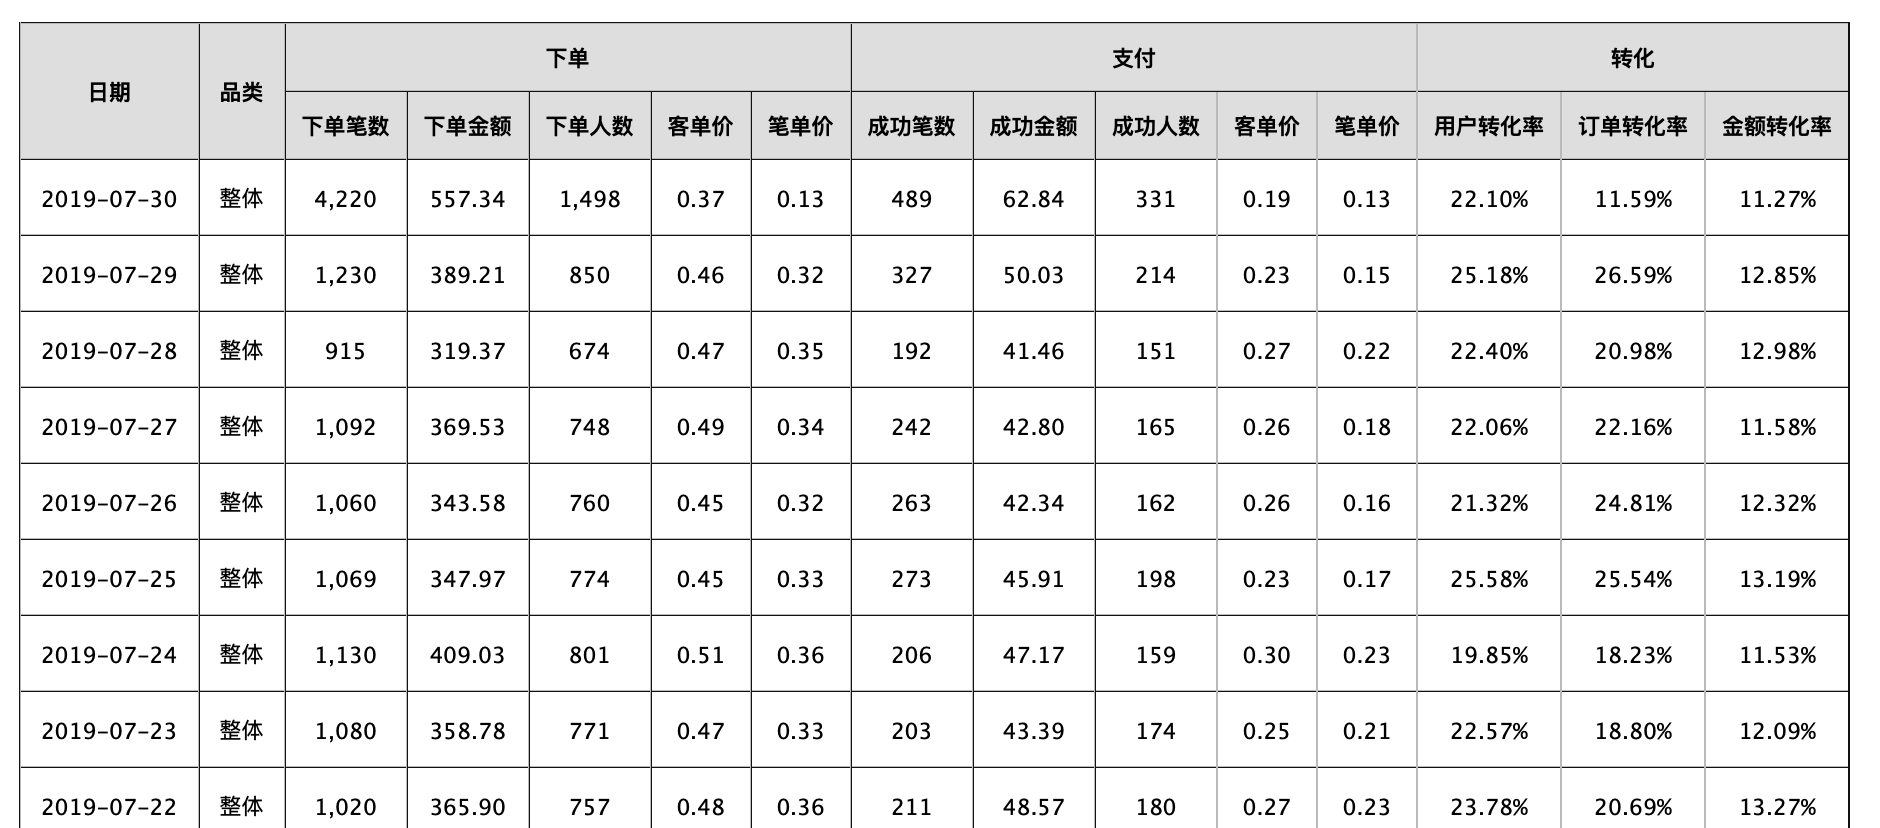 日期 品类 下单 支付 转化
下单笔数 下单金额 下单人数 客单价 笔单价 成功笔数 成功金额 成功人数 客单价 笔单价 用户转化率 订单转化率 金额转化率
2019-07-30 整体 4,220 557.34 1,498 0.37 0.13 489 62.84 331 0.19 0.13 22.10% 11.59% 11.27%
2019-07-29 整体 1,230 389.21 850 0.46 0.32 327 50.03 214 0.23 0.15 25.18% 26.59% 12.85%
2019-07-28 整体 915 319.37 674 0.47 0.35 192 41.46 151 0.27 0.22 22.40% 20.98% 12.98%
2019-07-27 整体 1,092 369.53 748 0.49 0.34 242 42.80 165 0.26 0.18 22.06% 22.16% 11.58%
2019-07-26 整体 1,060 343.58 760 0.45 0.32 263 42.34 162 0.26 0.16 21.32% 24.81% 12.32%
2019-07-25 整体 1,069 347.97 774 0.45 0.33 273 45.91 198 0.23 0.17 25.58% 25.54% 13.19%
2019-07-24 整体 1,130 409.03 801 0.51 0.36 206 47.17 159 0.30 0.23 19.85% 18.23% 11.53%
2019-07-23 整体 1,080 358.78 771 0.47 0.33 203 43.39 174 0.25 0.21 22.57% 18.80% 12.09%
2019-07-22 整体 1,020 365.90 757 0.48 0.36 211 48.57 180 0.27 0.23 23.78% 20.69% 13.27%